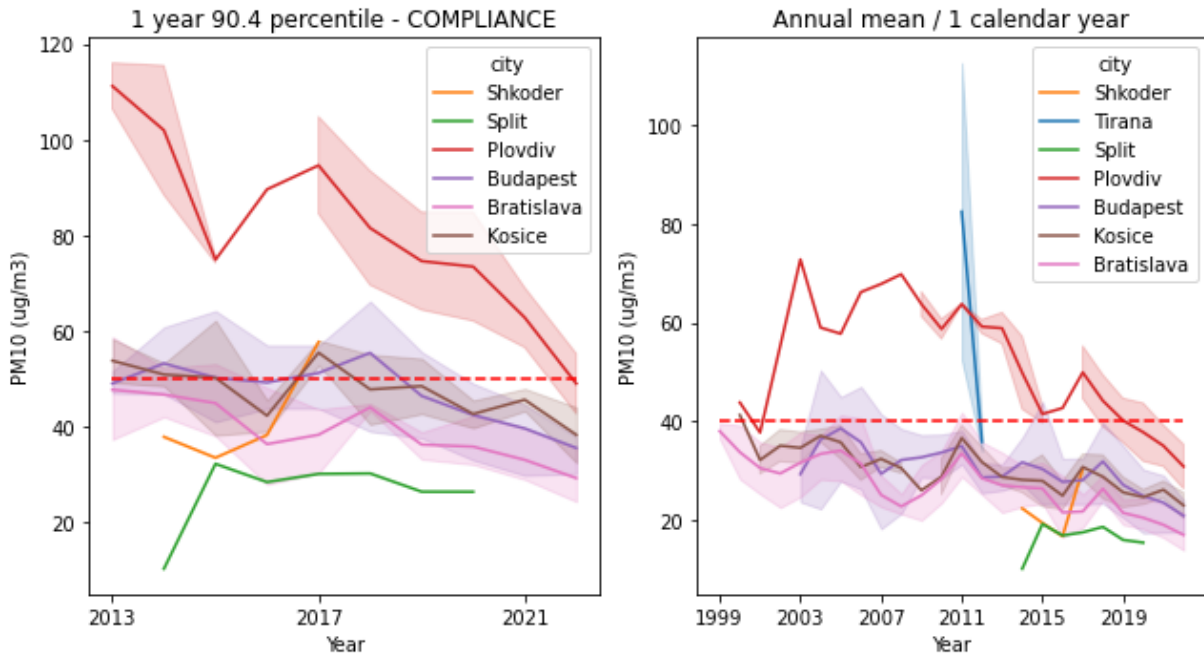 1 year 90.4 percentile - COMPLIANCE
120
100
80
60
40
20
PM10 (ug/m3)
city
Shkoder
Split
Plovdiv
Budapest
Bratislava
Kosice
2013
2017
2021
Year
Annual mean / 1 calendar year
100
80
60
40
20
PM10 (ug/m3)
city
Shkoder
Tirana
Split
Plovdiv
Budapest
Kosice
Bratislava
1999
2003
2007
2011
2015
2019
Year